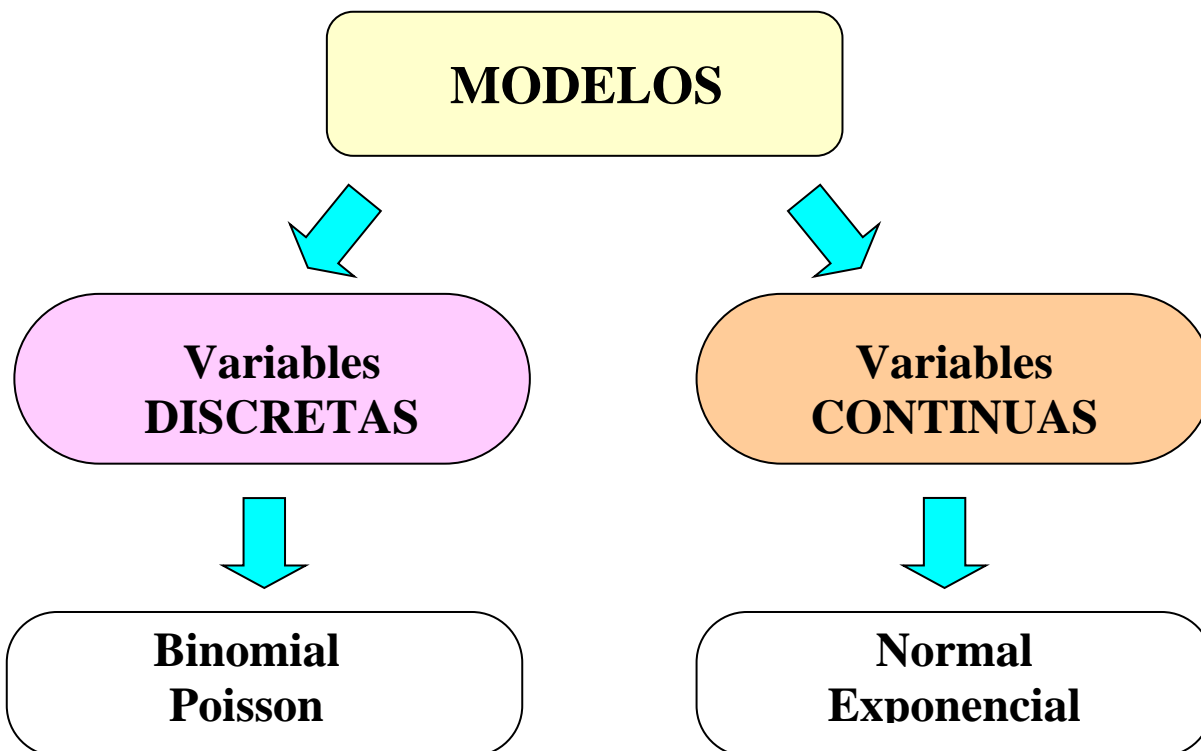 MODELOS
Variables
DISCRETAS
Variables
CONTINUAS
Binomial
Poisson
Normal
Exponencial